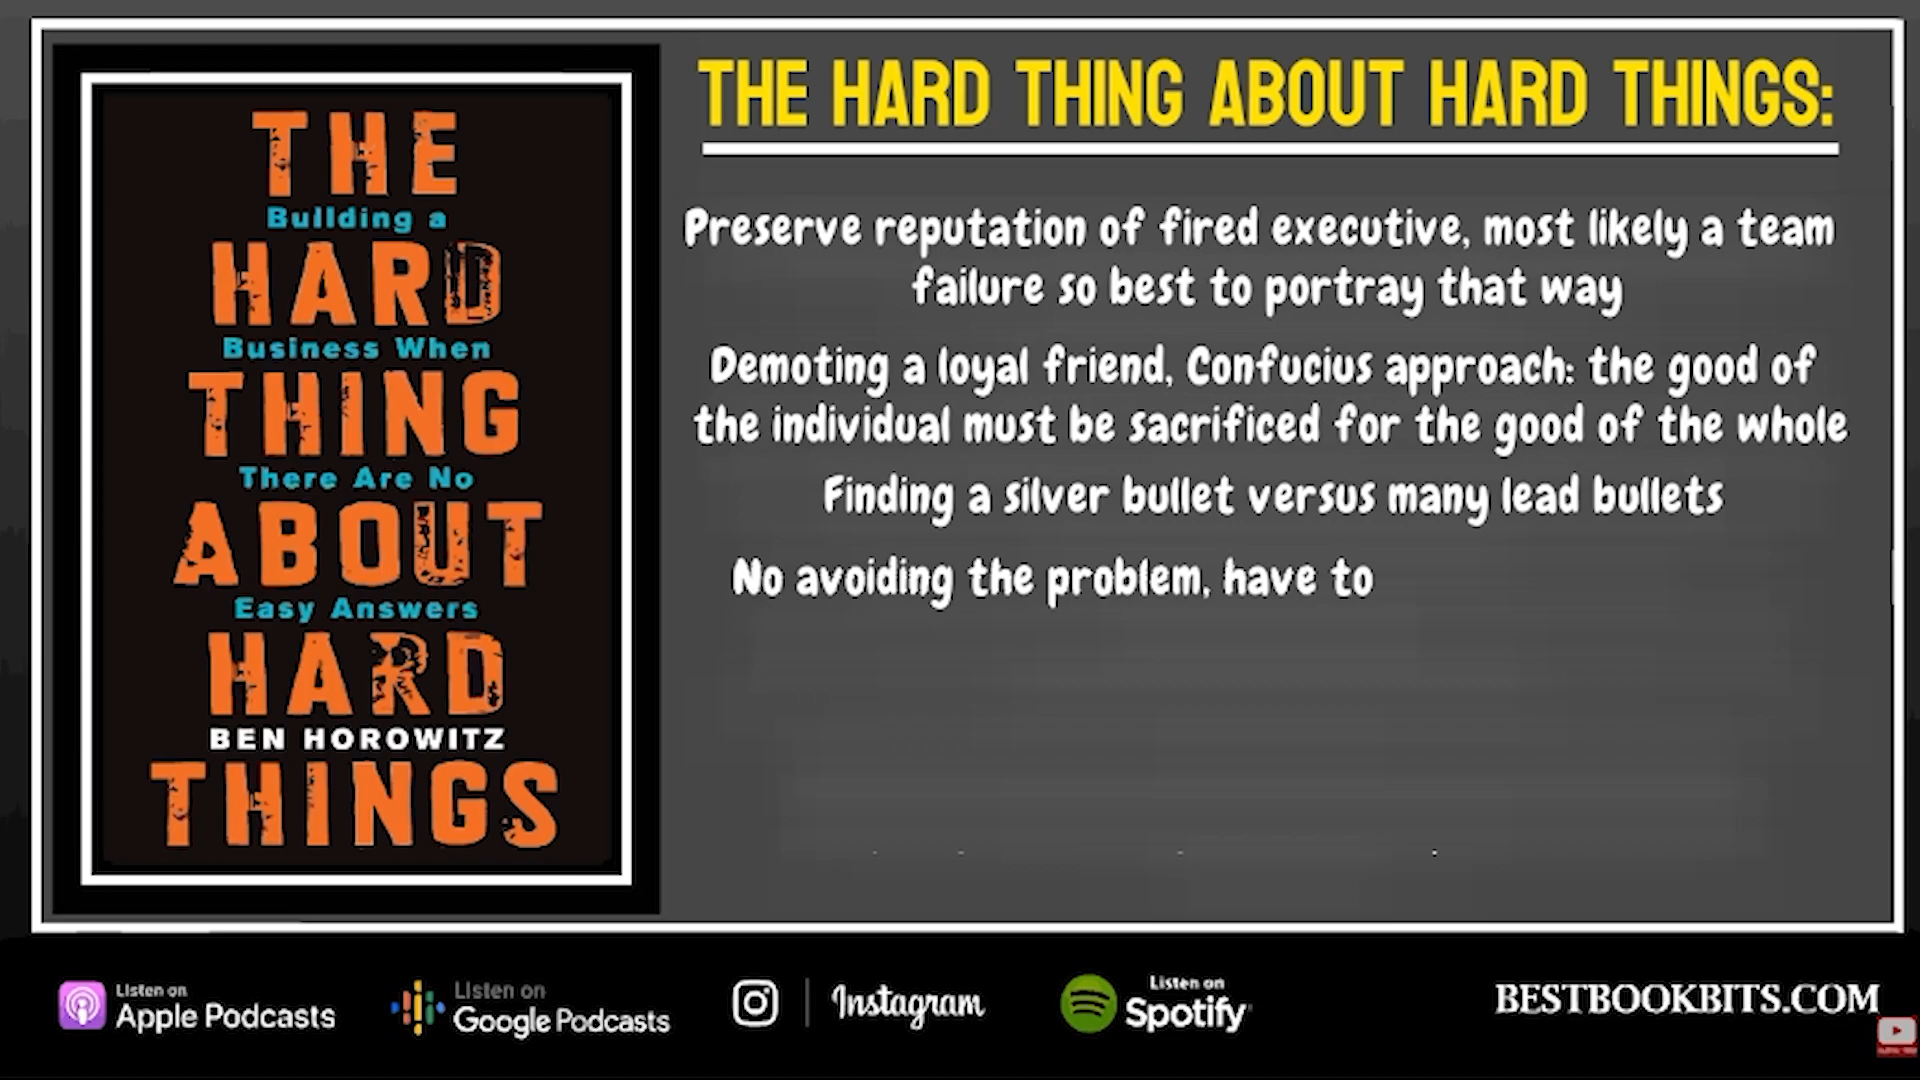 THE
Building a
HARD
Business When
THING
There Are No
ABOUT
Easy Answers
HARD
BEN HOROWITZ
THINGS
THE HARD THING ABOUT HARD THINGS:
Preserve reputation of fired executive, most likely a team
failure so best to portray that way
Demoting a loyal friend, Confucius approach: the good of
the individual must be sacrificed for the good of the whole
Finding a silver bullet versus many lead bullets
No avoiding the problem, have to
Listen on
Apple Podcasts
Listen on
Google Podcasts
Instagram
Listen on
Spotify
BESTBOOKBITS.COM